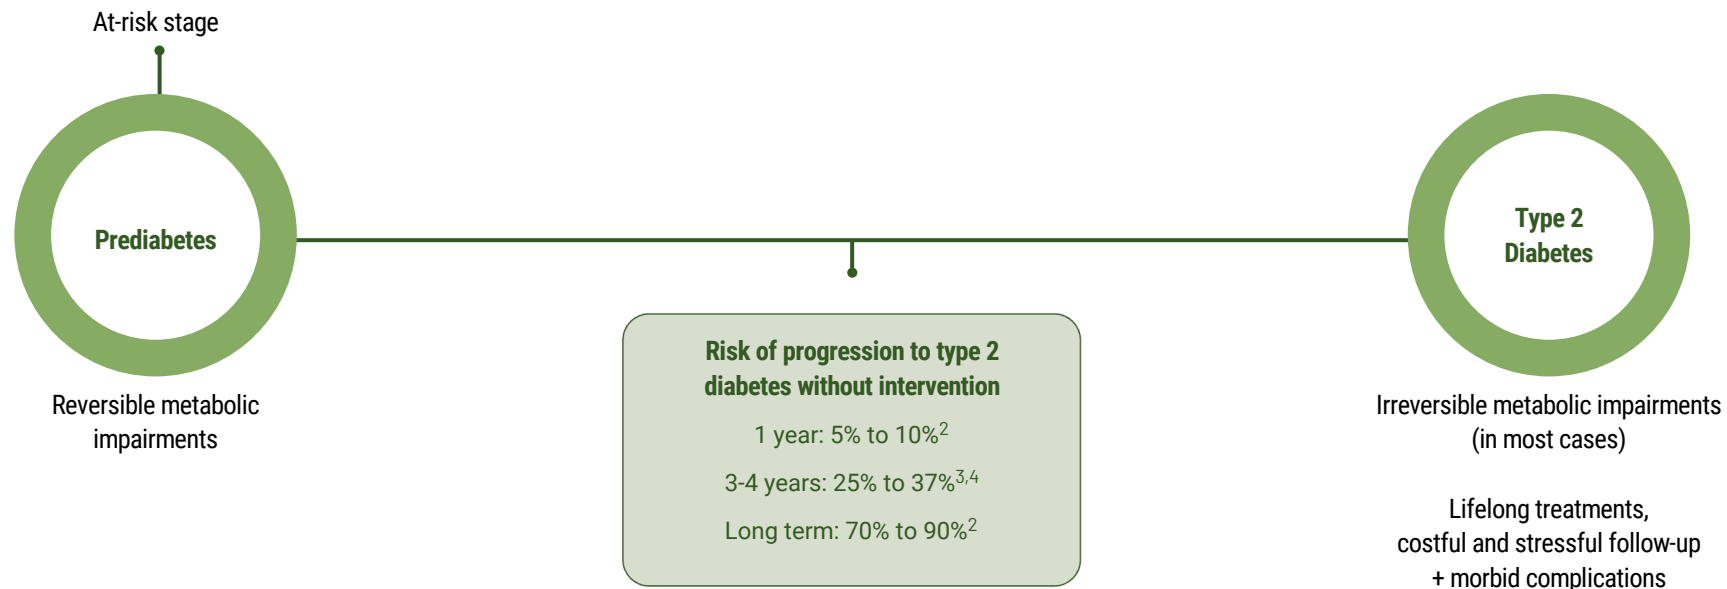 At-risk stage
Prediabetes
Reversible metabolic
impairments
Risk of progression to type 2
diabetes without intervention
1 year: 5% to 10%2
3-4 years: 25% to 37%3,4
Long term: 70% to 90%2
Type 2
Diabetes
Irreversible metabolic impairments
(in most cases)
Lifelong treatments,
costful and stressful follow-up
+ morbid complications